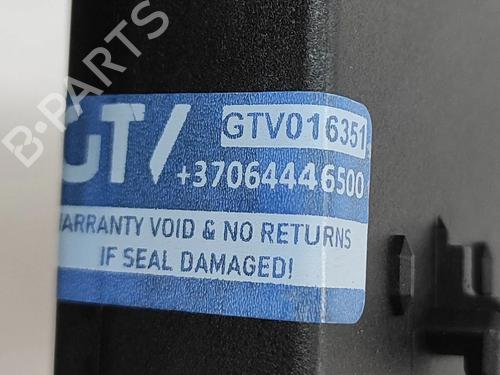 B-PARTS
GTV
GTV016351
+37064446500
WARRANTY VOID & NO RETURNS
IF SEAL DAMAGED!